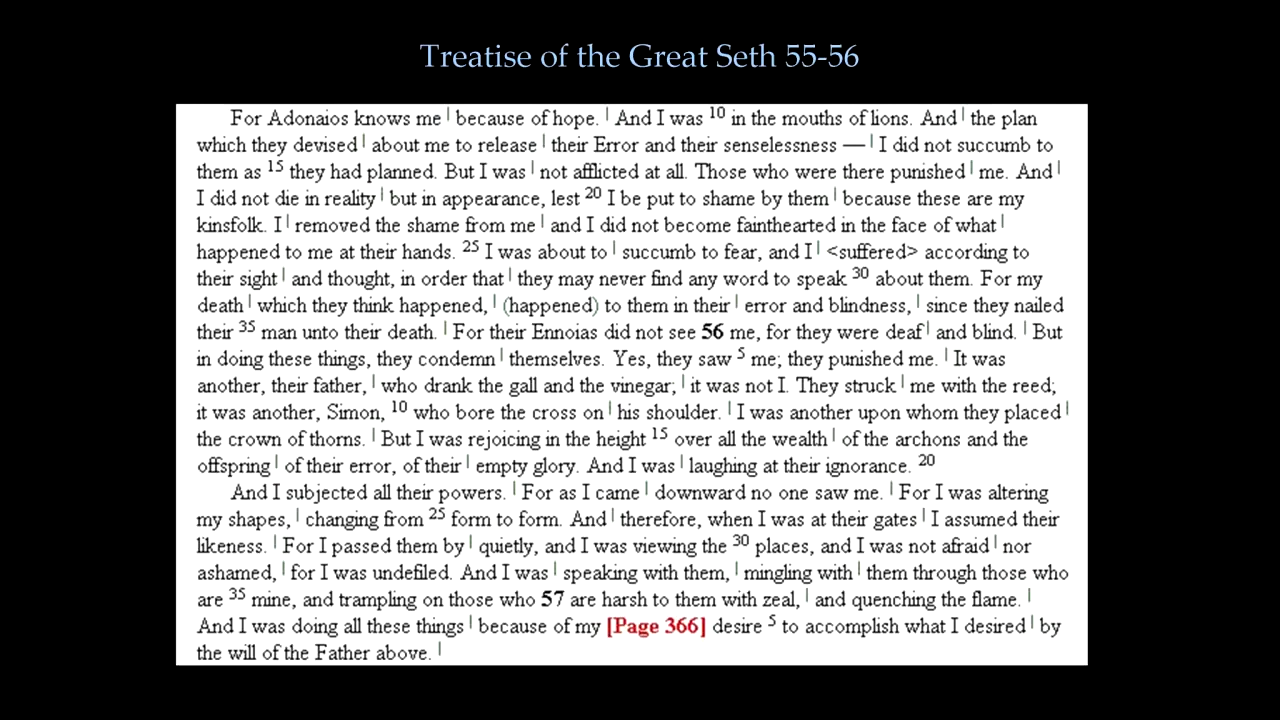 Treatise of the Great Seth 55-56
For Adonaios knows me | because of hope. | And I was 10 in the mouths of lions. And | the plan
which they devised | about me to release | their Error and their senselessness — | I did not succumb to
them as 15 they had planned. But I was | not afflicted at all. Those who were there punished | me. And |
I did not die in reality | but in appearance, lest 20 I be put to shame by them | because these are my
kinsfolk. I | removed the shame from me | and I did not become fainthearted in the face of what |
happened to me at their hands. 25 I was about to | succumb to fear, and I | <suffered> according to
their sight | and thought, in order that | they may never find any word to speak 30 about them. For my
death | which they think happened, | (happened) to them in their | error and blindness, | since they nailed
their 35 man unto their death. | For their Ennoias did not see 56 me, for they were deaf | and blind. | But
in doing these things, they condemn | themselves. Yes, they saw 5 me; they punished me. | It was
another, their father, | who drank the gall and the vinegar; | it was not I. They struck | me with the reed;
it was another, Simon, 10 who bore the cross on | his shoulder. | I was another upon whom they placed |
the crown of thorns. | But I was rejoicing in the height 15 over all the wealth | of the archons and the
offspring | of their error, of their | empty glory. And I was | laughing at their ignorance. 20
And I subjected all their powers. | For as I came | downward no one saw me. | For I was altering
my shapes, | changing from 25 form to form. And | therefore, when I was at their gates | I assumed their
likeness. | For I passed them by | quietly, and I was viewing the 30 places, and I was not afraid | nor
ashamed, | for I was undefiled. And I was | speaking with them, | mingling with | them through those who
are 35 mine, and trampling on those who 57 are harsh to them with zeal, | and quenching the flame. |
And I was doing all these things | because of my [Page 366] desire 5 to accomplish what I desired | by
the will of the Father above. |